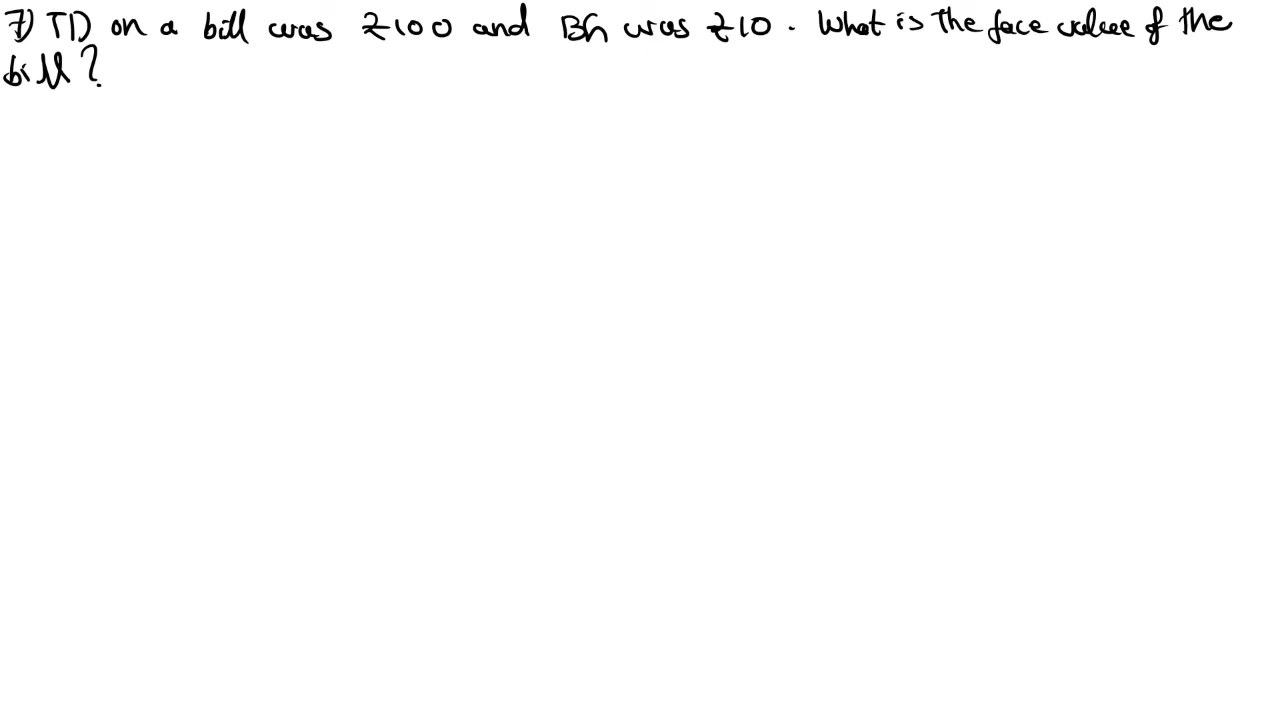 7) TD on a bill was ₹100 and BG was ₹10. What is the face value of the
bill?